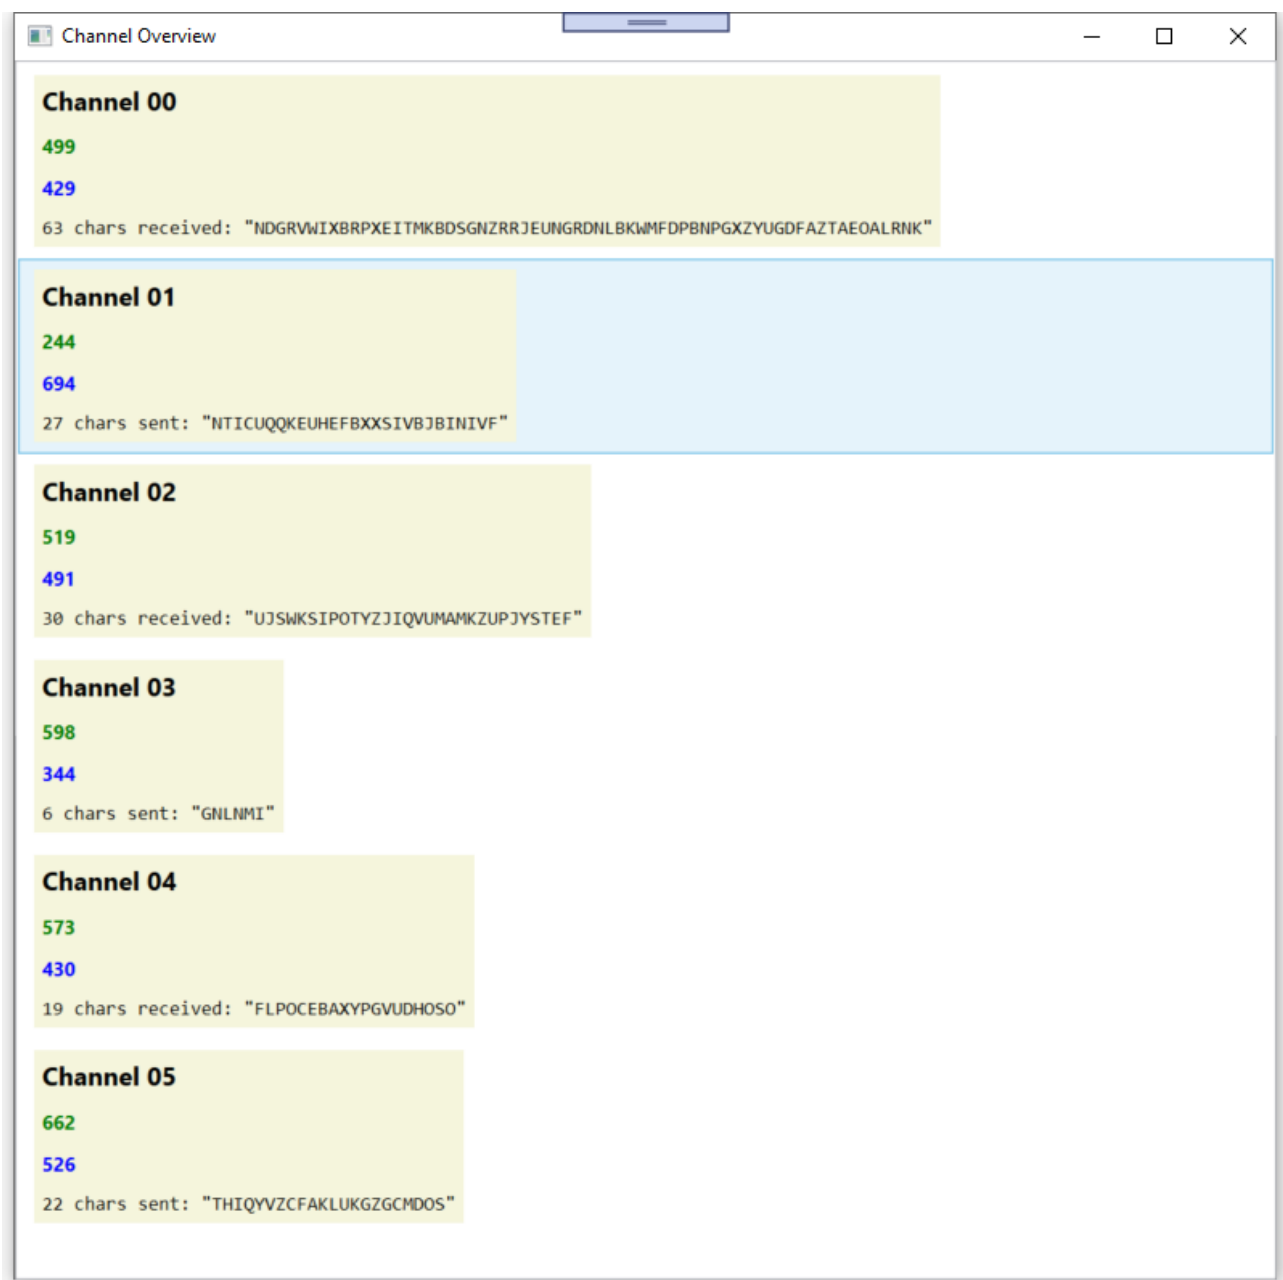 Channel Overview
Channel 00
499
429
63 chars received: "NDGRVWIXBRPXEITMKBDSGNZRRJEUNGRDNLBKWMFDPBNPGXZYUGDFAZTAEOALRNK"
Channel 01
244
694
27 chars sent: "NTICUQQKEUHEFBXXSIVBJBINIVF"
Channel 02
519
491
30 chars received: "UJSWKSIPOTYZJIQVUMAMKZUPJYSTEF"
Channel 03
598
344
6 chars sent: "GNLNMI"
Channel 04
573
430
19 chars received: "FLPOCEBAXYPGVUDHOSO"
Channel 05
662
526
22 chars sent: "THIQYVZCFAKLUKGZGCMDOS"